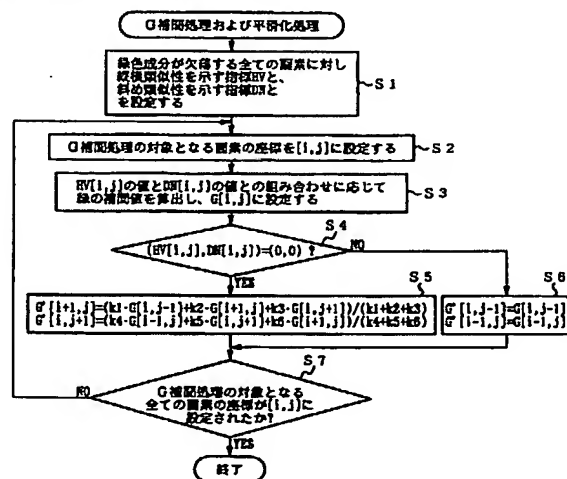 G補間処理および平滑化処理
緑色成分が欠落する全ての画素に対し
縦横類似性を示す指標HVと、
斜め類似性を示す指標DNと
を設定する
S1
G補間処理の対象となる画素の座標を[i,j]に設定する
S2
HV[i,j]の値とDN[i,j]の値との組み合わせに応じて
緑の補間値を算出し、G[i,j]に設定する
S3
(HV[i,j],DN[i,j])=(0,0) ?
S4
NO
YES
S5
=(k1·G[i,j-1]+k2·G[i+1,j]+k3·G[i,j+1])/(k1+k2+k3)
=(k4·G[i-1,j]+k5·G[i,j+1]+k6·G[i+1,j])/(k4+k5+k6)
S6
=G[i,j-1]
=G[i-1,j]
S7
G補間処理の対象となる
全ての画素の座標が[i,j]に
設定されたか?
NO
YES
終了